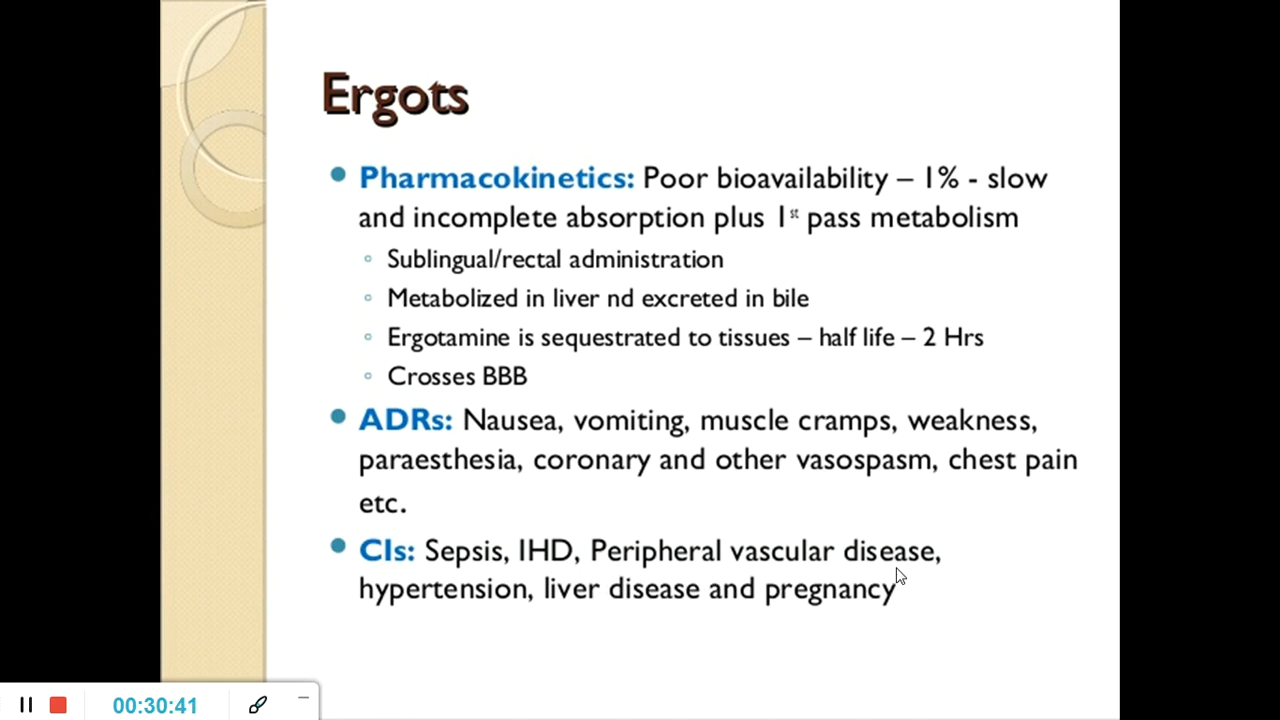 Ergots
Pharmacokinetics: Poor bioavailability – 1% - slow
and incomplete absorption plus 1st pass metabolism
Sublingual/rectal administration
Metabolized in liver nd excreted in bile
Ergotamine is sequestrated to tissues – half life – 2 Hrs
Crosses BBB
ADRs: Nausea, vomiting, muscle cramps, weakness,
paraesthesia, coronary and other vasospasm, chest pain
etc.
CIs: Sepsis, IHD, Peripheral vascular disease,
hypertension, liver disease and pregnancy
00:30:41